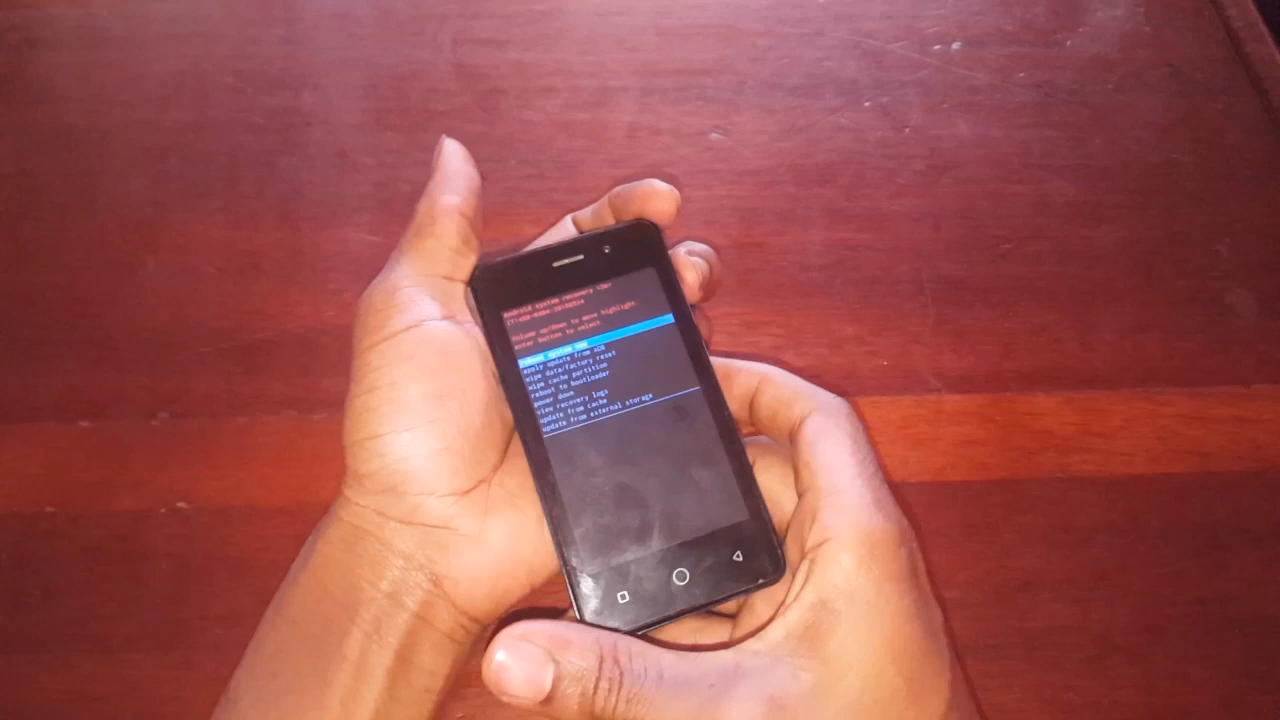 Android system recovery <3e>
Volume up/down to move highlight;
enter button to select
reboot system now
apply update from ADB
wipe data/factory reset
wipe cache partition
reboot to bootloader
power down
view recovery logs
update from cache
update from external storage